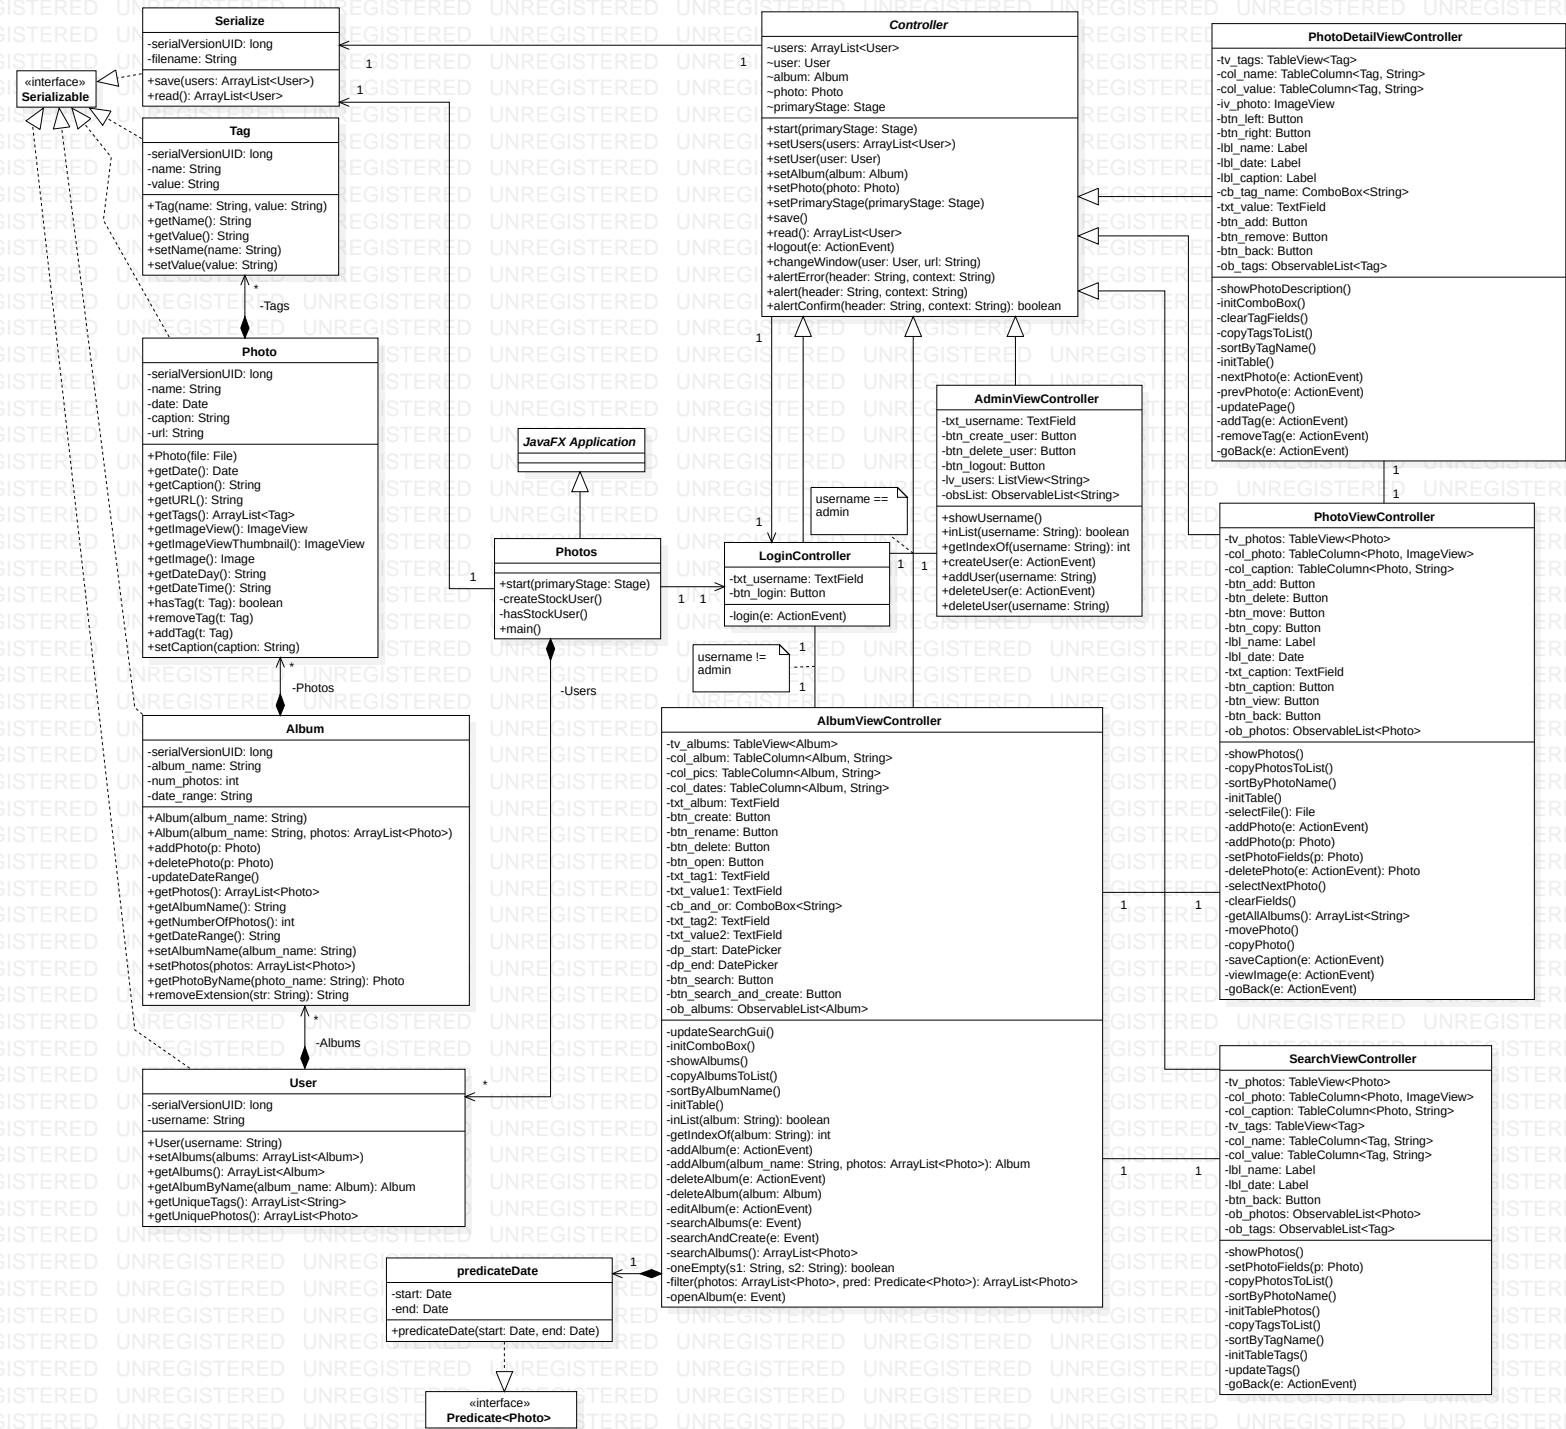 Serialize
-serialVersionUID: long
-filename: String
+save(users: ArrayList<User>)
+read(): ArrayList<User>
«interface»
Serializable
Tag
-serialVersionUID: long
-name: String
-value: String
+Tag(name: String, value: String)
+getName(): String
+getValue(): String
+setName(name: String)
+setValue(value: String)
*
-Tags
Photo
-serialVersionUID: long
-name: String
-date: Date
-caption: String
-url: String
+Photo(file: File)
+getDate(): Date
+getCaption(): String
+getURL(): String
+getTags(): ArrayList<Tag>
+getImageView(): ImageView
+getImageViewThumbnail(): ImageView
+getImage(): Image
+getDateDay(): String
+getDateTime(): String
+hasTag(t: Tag): boolean
+removeTag(t: Tag)
+addTag(t: Tag)
+setCaption(caption: String)
*
-Photos
Album
-serialVersionUID: long
-album_name: String
-num_photos: int
-date_range: String
+Album(album_name: String)
+Album(album_name: String, photos: ArrayList<Photo>)
+addPhoto(p: Photo)
+deletePhoto(p: Photo)
-updateDateRange()
+getPhotos(): ArrayList<Photo>
+getAlbumName(): String
+getNumberOfPhotos(): int
+getDateRange(): String
+setAlbumName(album_name: String)
+setPhotos(photos: ArrayList<Photo>)
+getPhotoByName(photo_name: String): Photo
+removeExtension(str: String): String
*
-Albums
User
-serialVersionUID: long
-username: String
+User(username: String)
+setAlbums(albums: ArrayList<Album>)
+getAlbums(): ArrayList<Album>
+getAlbumByName(album_name: Album): Album
+getUniqueTags(): ArrayList<String>
+getUniquePhotos(): ArrayList<Photo>
*
-Users
1
1
1
1
JavaFX Application
Photos
+start(primaryStage: Stage)
-createStockUser()
-hasStockUser()
+main()
1 1
Controller
~users: ArrayList<User>
~user: User
~album: Album
~photo: Photo
~primaryStage: Stage
+start(primaryStage: Stage)
+setUsers(users: ArrayList<User>)
+setUser(user: User)
+setAlbum(album: Album)
+setPhoto(photo: Photo)
+setPrimaryStage(primaryStage: Stage)
+save()
+read(): ArrayList<User>
+logout(e: ActionEvent)
+changeWindow(user: User, url: String)
+alertError(header: String, context: String)
+alert(header: String, context: String)
+alertConfirm(header: String, context: String): boolean
1
1
username ==
admin
LoginController
-txt_username: TextField
-btn_login: Button
-login(e: ActionEvent)
1 1
username !=
admin
1
1
AdminViewController
-txt_username: TextField
-btn_create_user: Button
-btn_delete_user: Button
-btn_logout: Button
-lv_users: ListView<String>
-obsList: ObservableList<String>
+showUsername()
+inList(username: String): boolean
+getIndexOf(username: String): int
+createUser(e: ActionEvent)
+addUser(username: String)
+deleteUser(e: ActionEvent)
+deleteUser(username: String)
AlbumViewController
-tv_albums: TableView<Album>
-col_album: TableColumn<Album, String>
-col_pics: TableColumn<Album, String>
-col_dates: TableColumn<Album, String>
-txt_album: TextField
-btn_create: Button
-btn_rename: Button
-btn_delete: Button
-btn_open: Button
-txt_tag1: TextField
-txt_value1: TextField
-cb_and_or: ComboBox<String>
-txt_tag2: TextField
-txt_value2: TextField
-dp_start: DatePicker
-dp_end: DatePicker
-btn_search: Button
-btn_search_and_create: Button
-ob_albums: ObservableList<Album>
-updateSearchGui()
-initComboBox()
-showAlbums()
-copyAlbumsToList()
-sortByAlbumName()
-initTable()
-inList(album: String): boolean
-getIndexOf(album: String): int
-addAlbum(e: ActionEvent)
-addAlbum(album_name: String, photos: ArrayList<Photo>): Album
-deleteAlbum(e: ActionEvent)
-deleteAlbum(album: Album)
-editAlbum(e: ActionEvent)
-searchAlbums(e: Event)
-searchAndCreate(e: Event)
-searchAlbums(): ArrayList<Photo>
-oneEmpty(s1: String, s2: String): boolean
-filter(photos: ArrayList<Photo>, pred: Predicate<Photo>): ArrayList<Photo>
-openAlbum(e: Event)
1
predicateDate
-start: Date
-end: Date
+predicateDate(start: Date, end: Date)
«interface»
Predicate<Photo>
PhotoDetailViewController
-tv_tags: TableView<Tag>
-col_name: TableColumn<Tag, String>
-col_value: TableColumn<Tag, String>
-iv_photo: ImageView
-btn_left: Button
-btn_right: Button
-lbl_name: Label
-lbl_date: Label
-lbl_caption: Label
-cb_tag_name: ComboBox<String>
-txt_value: TextField
-btn_add: Button
-btn_remove: Button
-btn_back: Button
-ob_tags: ObservableList<Tag>
-showPhotoDescription()
-initComboBox()
-clearTagFields()
-copyTagsToList()
-sortByTagName()
-initTable()
-nextPhoto(e: ActionEvent)
-prevPhoto(e: ActionEvent)
-updatePage()
-addTag(e: ActionEvent)
-removeTag(e: ActionEvent)
-goBack(e: ActionEvent)
1
1
PhotoViewController
-tv_photos: TableView<Photo>
-col_photo: TableColumn<Photo, ImageView>
-col_caption: TableColumn<Photo, String>
-btn_add: Button
-btn_delete: Button
-btn_move: Button
-btn_copy: Button
-lbl_name: Label
-lbl_date: Date
-txt_caption: TextField
-btn_caption: Button
-btn_view: Button
-btn_back: Button
-ob_photos: ObservableList<Photo>
-showPhotos()
-copyPhotosToList()
-sortByPhotoName()
-initTable()
-selectFile(): File
-addPhoto(e: ActionEvent)
-addPhoto(p: Photo)
-setPhotoFields(p: Photo)
-deletePhoto(e: ActionEvent): Photo
-selectNextPhoto()
-clearFields()
-getAllAlbums(): ArrayList<String>
-movePhoto()
-copyPhoto()
-saveCaption(e: ActionEvent)
-viewImage(e: ActionEvent)
-goBack(e: ActionEvent)
1 1
SearchViewController
-tv_photos: TableView<Photo>
-col_photo: TableColumn<Photo, ImageView>
-col_caption: TableColumn<Photo, String>
-tv_tags: TableView<Tag>
-col_name: TableColumn<Tag, String>
-col_value: TableColumn<Tag, String>
-lbl_name: Label
-lbl_date: Label
-btn_back: Button
-ob_photos: ObservableList<Photo>
-ob_tags: ObservableList<Tag>
-showPhotos()
-setPhotoFields(p: Photo)
-copyPhotosToList()
-sortByPhotoName()
-initTablePhotos()
-copyTagsToList()
-sortByTagName()
-initTableTags()
-updateTags()
-goBack(e: ActionEvent)
1 1
UNREGISTERED